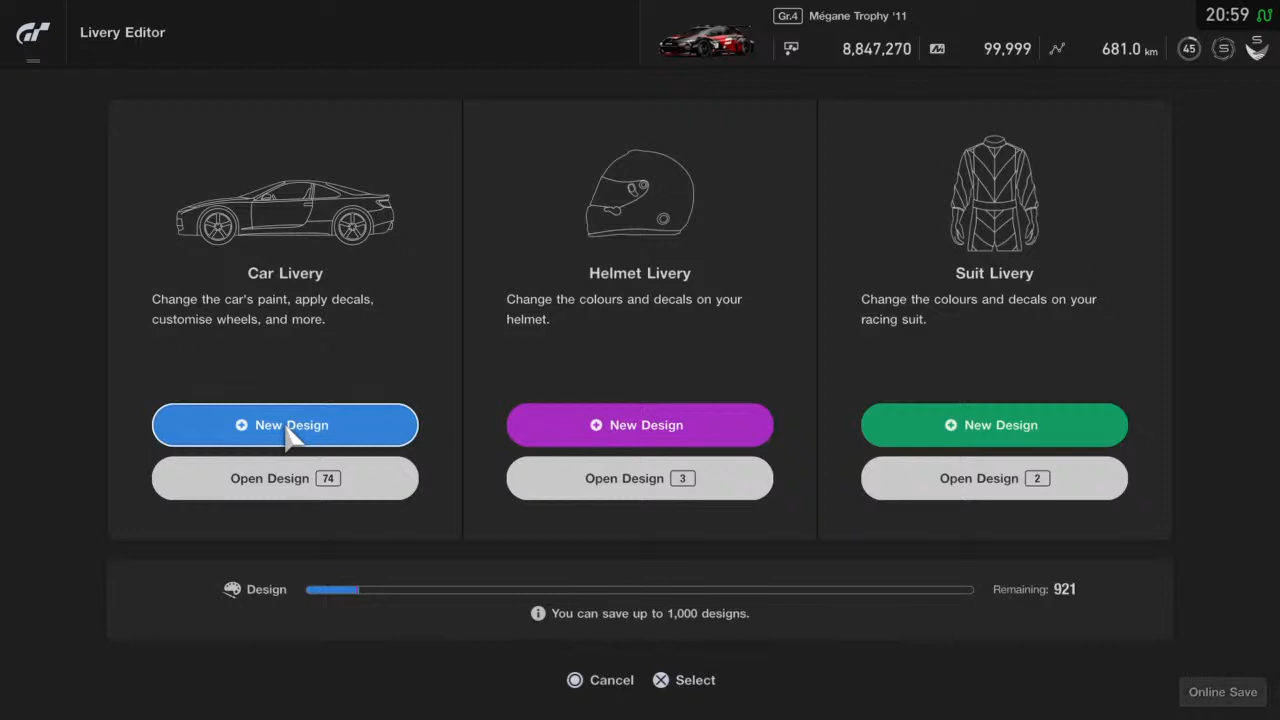 Livery Editor
Gr.4 Mégane Trophy '11
20:59
8,847,270 99,999 681.0 km 45 S S
Car Livery
Change the car's paint, apply decals,
customise wheels, and more.
New Design
Open Design 74
Helmet Livery
Change the colours and decals on your
helmet.
New Design
Open Design 3
Suit Livery
Change the colours and decals on your
racing suit.
New Design
Open Design 2
Design Remaining: 921
You can save up to 1,000 designs.
Cancel Select
Online Save